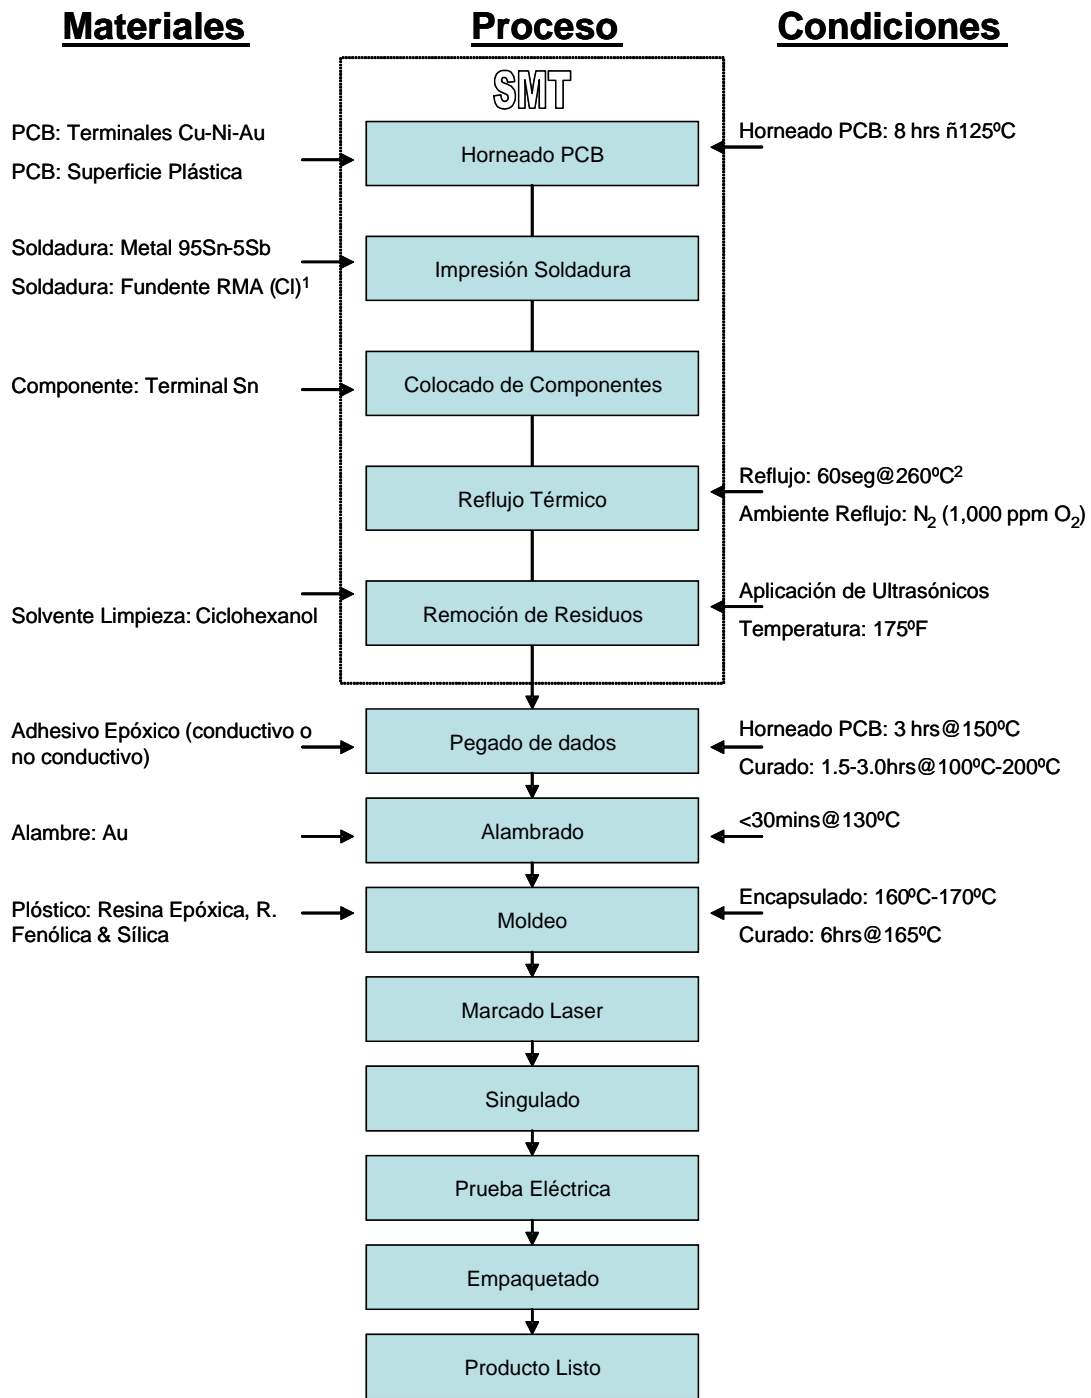 Materiales
Proceso
Condiciones
SMT
PCB: Terminales Cu-Ni-Au
PCB: Superficie Plástica
Horneado PCB
Horneado PCB: 8 hrs ñ125ºC
Soldadura: Metal 95Sn-5Sb
Soldadura: Fundente RMA (Cl)¹
Impresión Soldadura
Componente: Terminal Sn
Colocado de Componentes
Reflujo Térmico
Reflujo: 60seg@260ºC²
Ambiente Reflujo: N₂ (1,000 ppm O₂)
Solvente Limpieza: Ciclohexanol
Remoción de Residuos
Aplicación de Ultrasónicos
Temperatura: 175ºF
Adhesivo Epóxico (conductivo o
no conductivo)
Pegado de dados
Horneado PCB: 3 hrs@150ºC
Curado: 1.5-3.0hrs@100ºC-200ºC
Alambre: Au
Alambrado
<30mins@130ºC
Plóstico: Resina Epóxica, R.
Fenólica & Sílica
Moldeo
Encapsulado: 160ºC-170ºC
Curado: 6hrs@165ºC
Marcado Laser
Singulado
Prueba Eléctrica
Empaquetado
Producto Listo